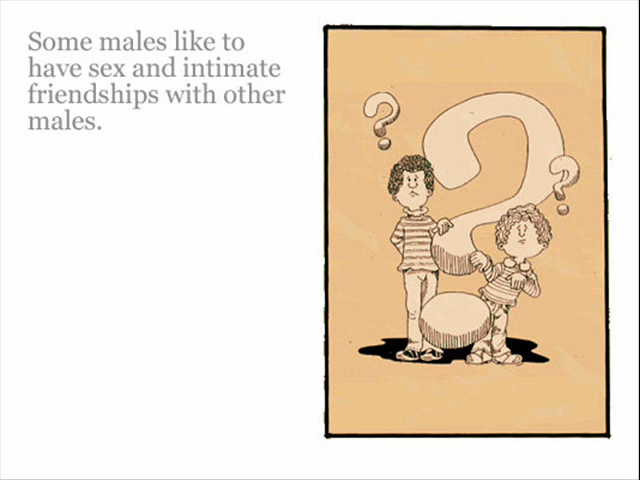 Some males like to
have sex and intimate
friendships with other
males.